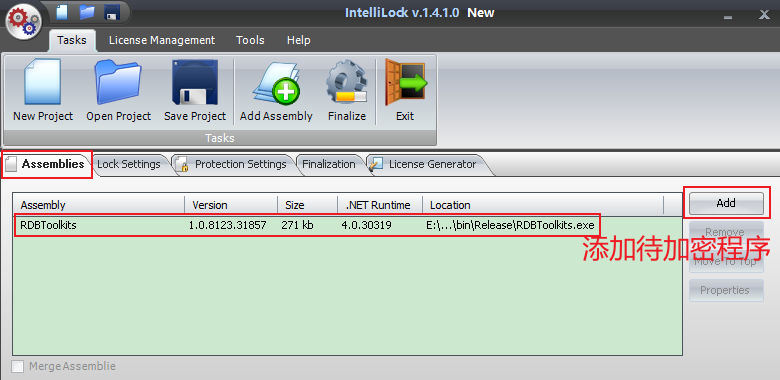 IntelliLock v.1.4.1.0 New
Tasks License Management Tools Help
New Project Open Project Save Project Add Assembly Finalize Exit
Tasks
Assemblies Lock Settings Protection Settings Finalization License Generator
Assembly Version Size .NET Runtime Location
RDBToolkits 1.0.8123.31857 271 kb 4.0.30319 E:\...\bin\Release\RDBToolkits.exe
Add
Remove
添加待加密程序
Move To Top
Properties
Merge Assemblie